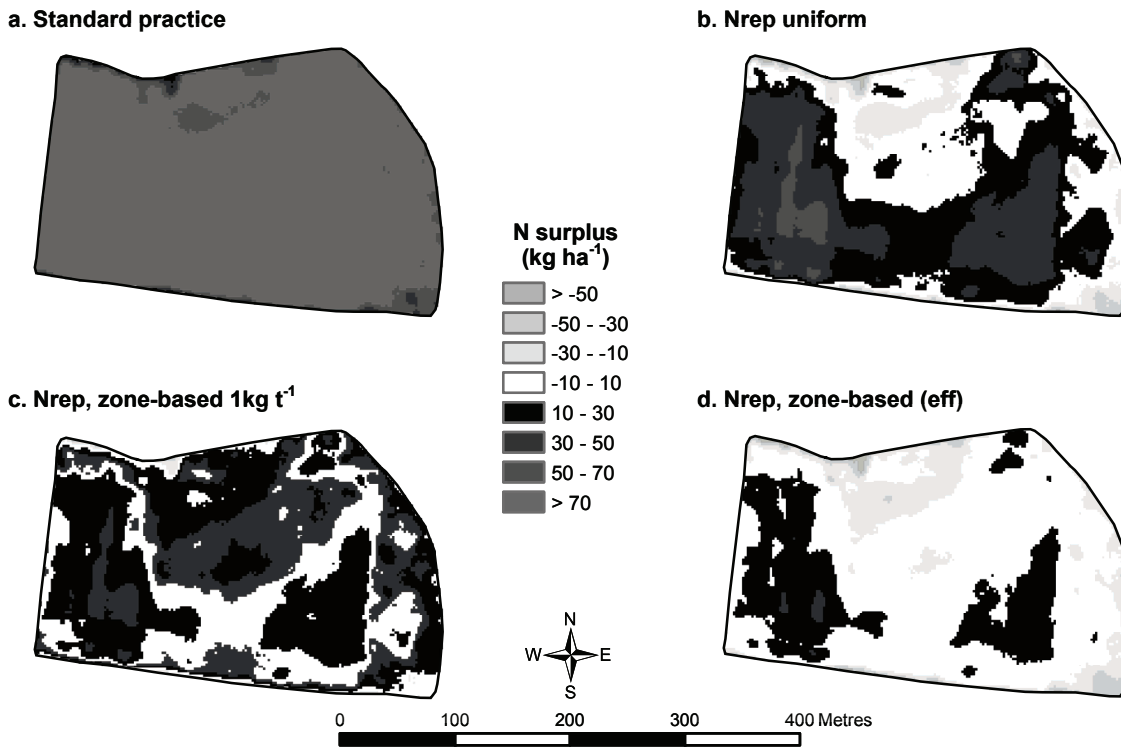 a. Standard practice
b. Nrep uniform
N surplus
(kg ha⁻¹)
> -50
-50 - -30
-30 - -10
-10 - 10
10 - 30
30 - 50
50 - 70
> 70
c. Nrep, zone-based 1kg t⁻¹
d. Nrep, zone-based (eff)
N
W E
S
0 100 200 300 400 Metres